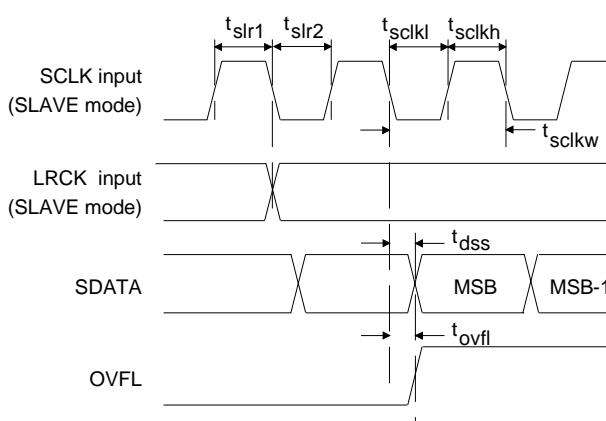 tslr1 tslr2 tsclkl tsclkh
SCLK input
(SLAVE mode)
tsclkw
LRCK input
(SLAVE mode)
tdss
SDATA MSB MSB-1
tovfl
OVFL